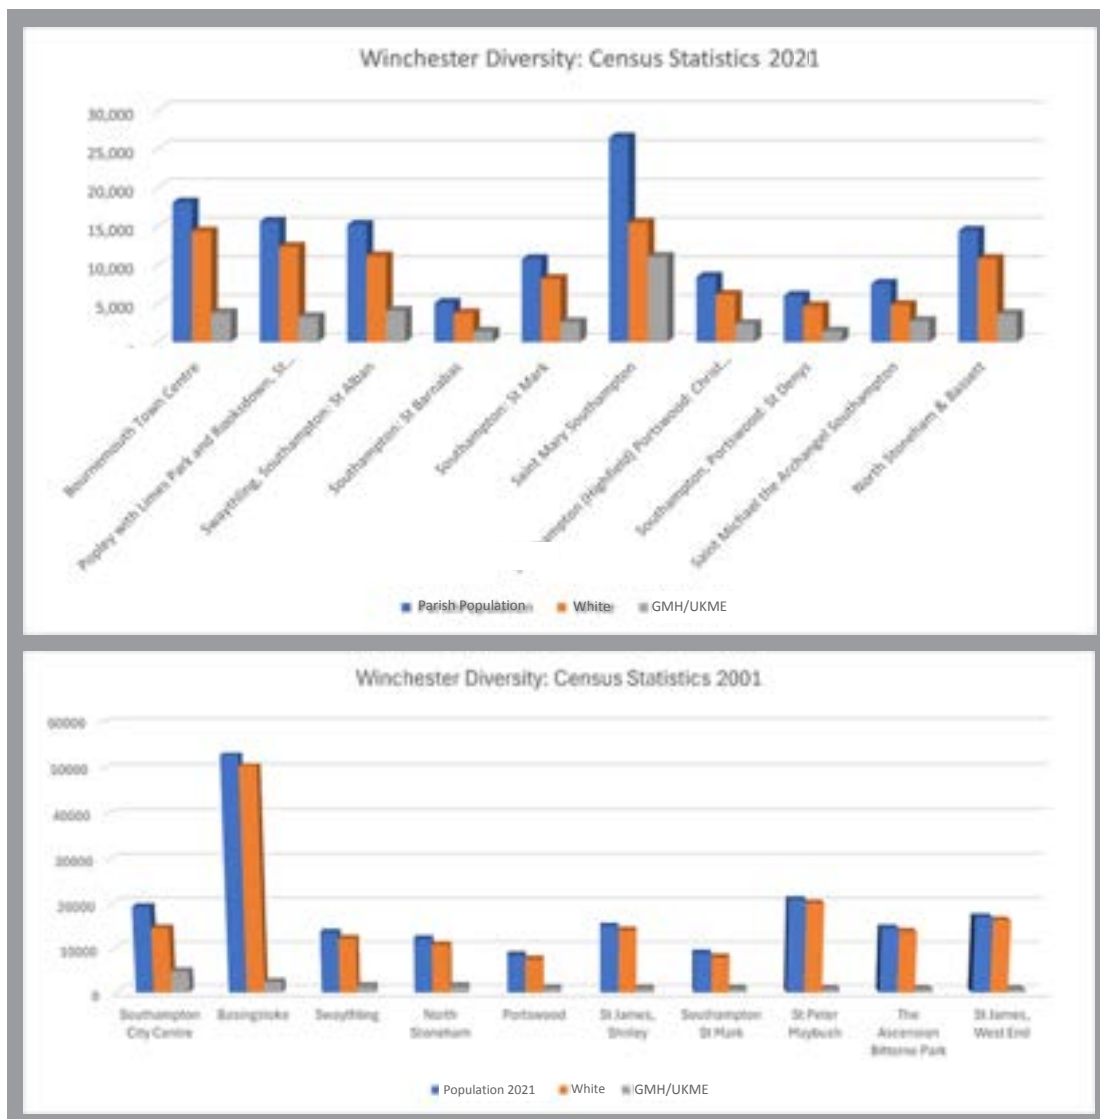 Winchester Diversity: Census Statistics 2021
30,000
25,000
20,000
15,000
10,000
5,000
-
Bournemouth Town Centre
Popley with Limes Park and Rooksdown, St...
Swaythling, Southampton: St Alban
Southampton: St Barnabas
Southampton: St Mark
Saint Mary Southampton
ampton (Highfield) Portswood: Christ...
Southampton, Portswood: St Denys
Saint Michael the Archangel Southampton
North Stoneham & Bassett
Parish Population White GMH/UKME
Winchester Diversity: Census Statistics 2001
60000
50000
40000
30000
20000
10000
0
Southampton City Centre
Basingstoke
Swaythling
North Stoneham
Portswood
St James, Shirley
Southampton St Mark
St Peter Maybush
The Ascension Bitterne Park
St James, West End
Population 2021 White GMH/UKME